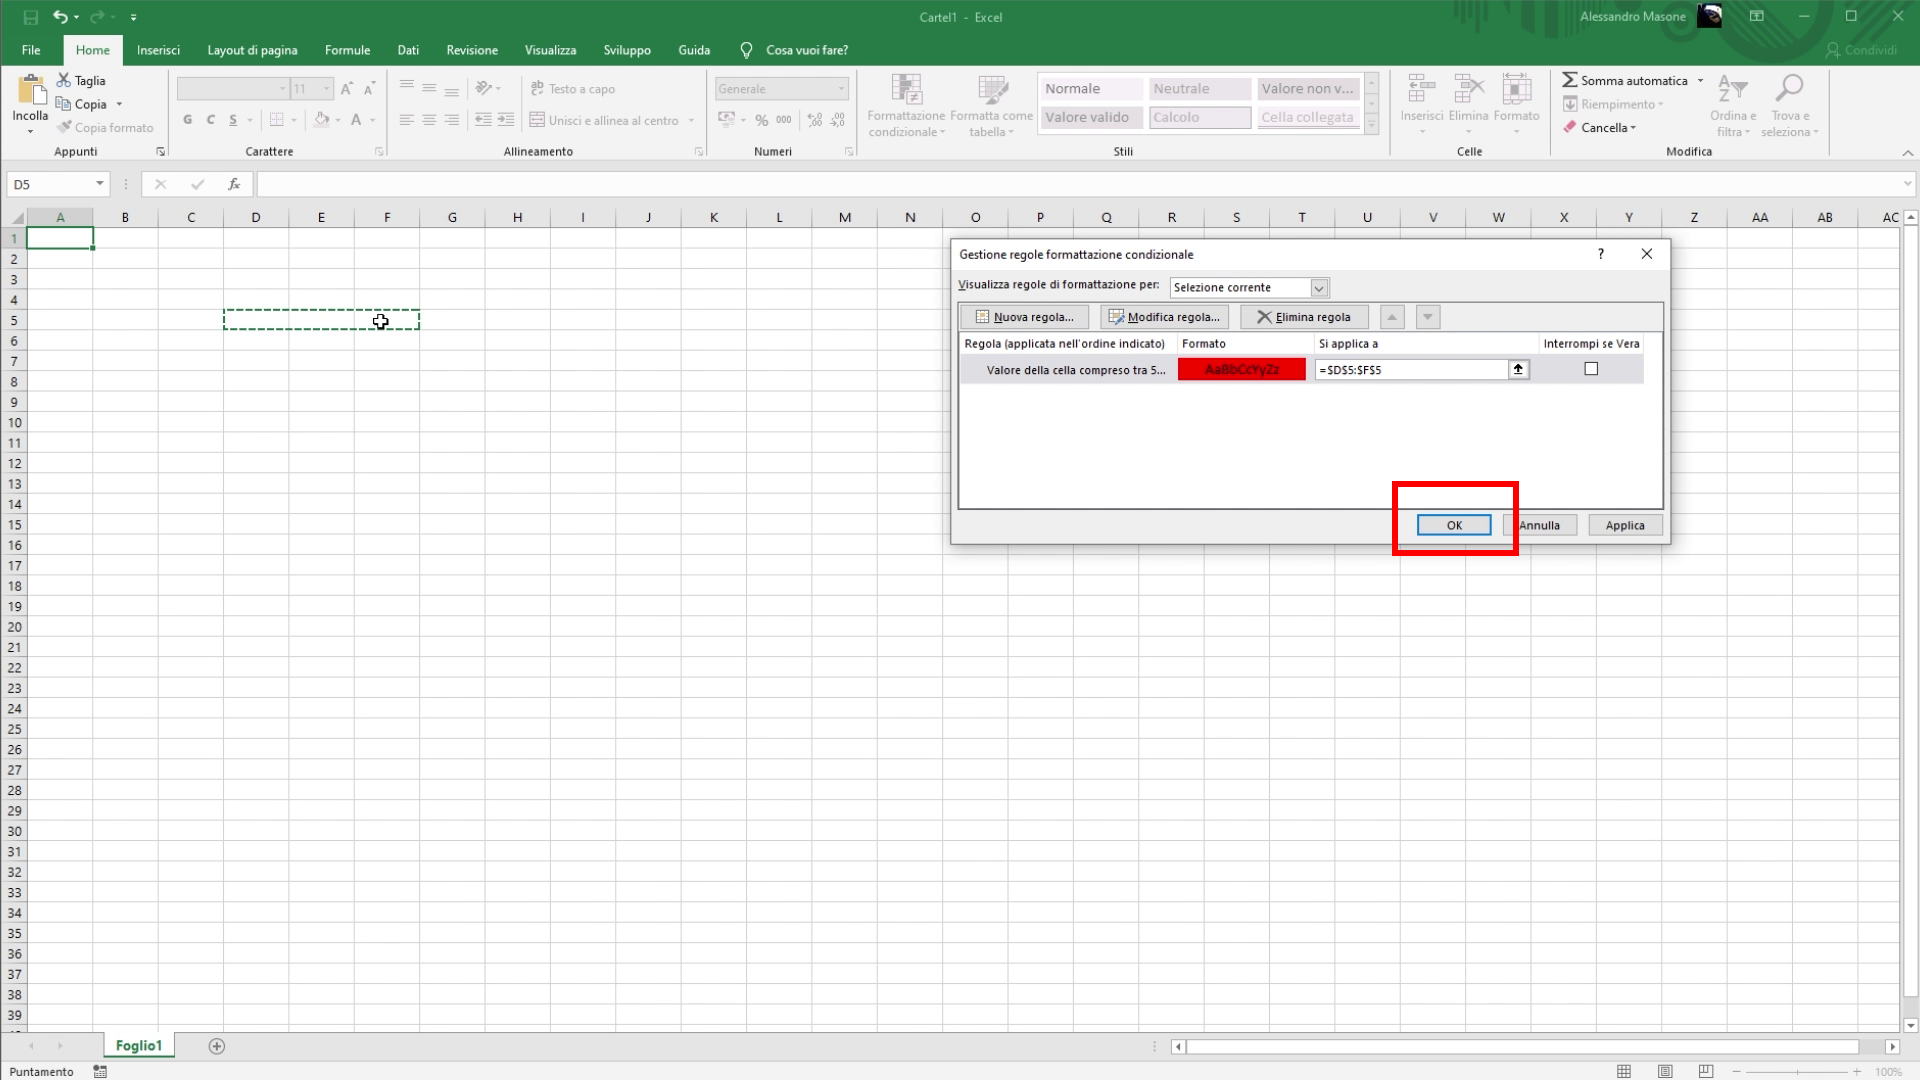 Cartel1 - Excel
Alessandro Masone
File Home Inserisci Layout di pagina Formule Dati Revisione Visualizza Sviluppo Guida Cosa vuoi fare? Condividi
Incolla
Taglia
Copia
Copia formato
Appunti
11
G C S
A
Carattere
Testo a capo
Unisci e allinea al centro
Allineamento
Generale
% 000
Numeri
Formattazione condizionale
Formatta come tabella
Normale Neutrale Valore non v...
Valore valido Calcolo Cella collegata
Stili
Inserisci Elimina Formato
Celle
Somma automatica
Riempimento
Cancella
Ordina e filtra
Trova e seleziona
Modifica
D5
fx
A B C D E F G H I J K L M N O P Q R S T U V W X Y Z AA AB AC
1
2
3
4
5
6
7
8
9
10
11
12
13
14
15
16
17
18
19
20
21
22
23
24
25
26
27
28
29
30
31
32
33
34
35
36
37
38
39
Gestione regole formattazione condizionale ?
Visualizza regole di formattazione per: Selezione corrente
Nuova regola... Modifica regola... Elimina regola
Regola (applicata nell'ordine indicato) Formato Si applica a Interrompi se Vera
Valore della cella compreso tra 5... AaBbCcYyZz =$D$5:$F$5
OK Annulla Applica
Foglio1
Puntamento
100%